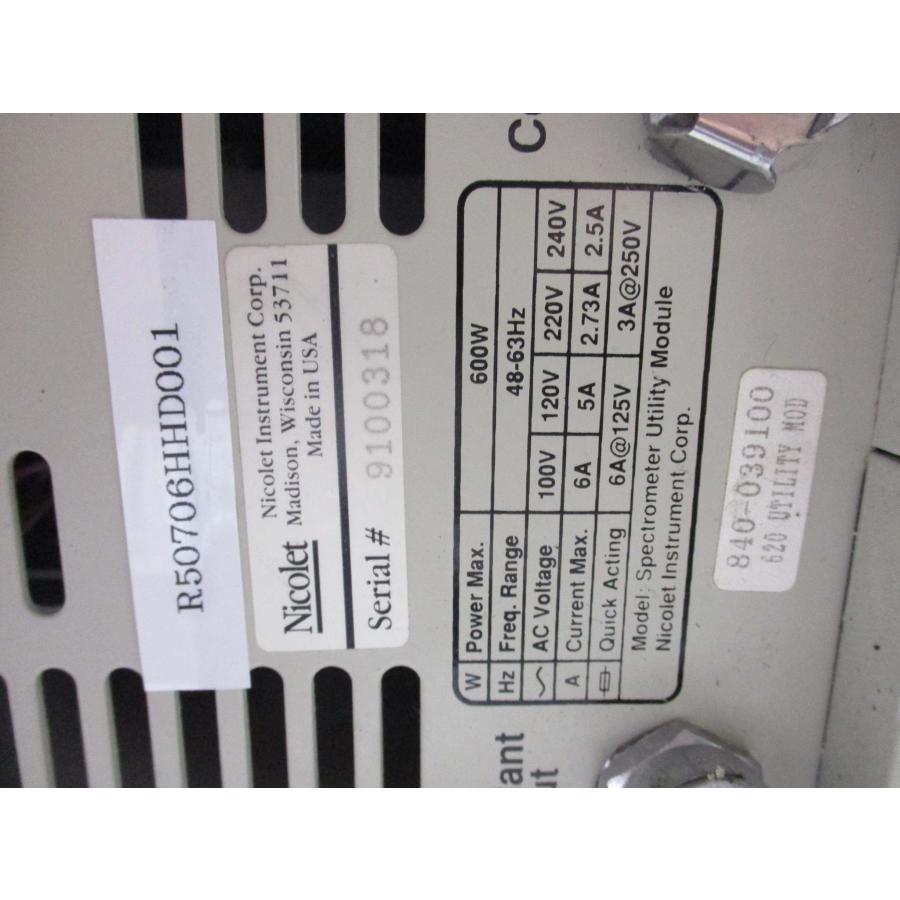 R50706HHD001
Nicolet Instrument Corp.
Nicolet Madison, Wisconsin 53711
Made in USA
Serial # 9100318
W Power Max. 600W
Hz Freq. Range 48-63Hz
AC Voltage 100V 120V 220V 240V
A Current Max. 6A 5A 2.73A 2.5A
Quick Acting 6A@125V 3A@250V
Model: Spectrometer Utility Module
Nicolet Instrument Corp.
840-039100
620 UTILITY MOD
ant
ut
C